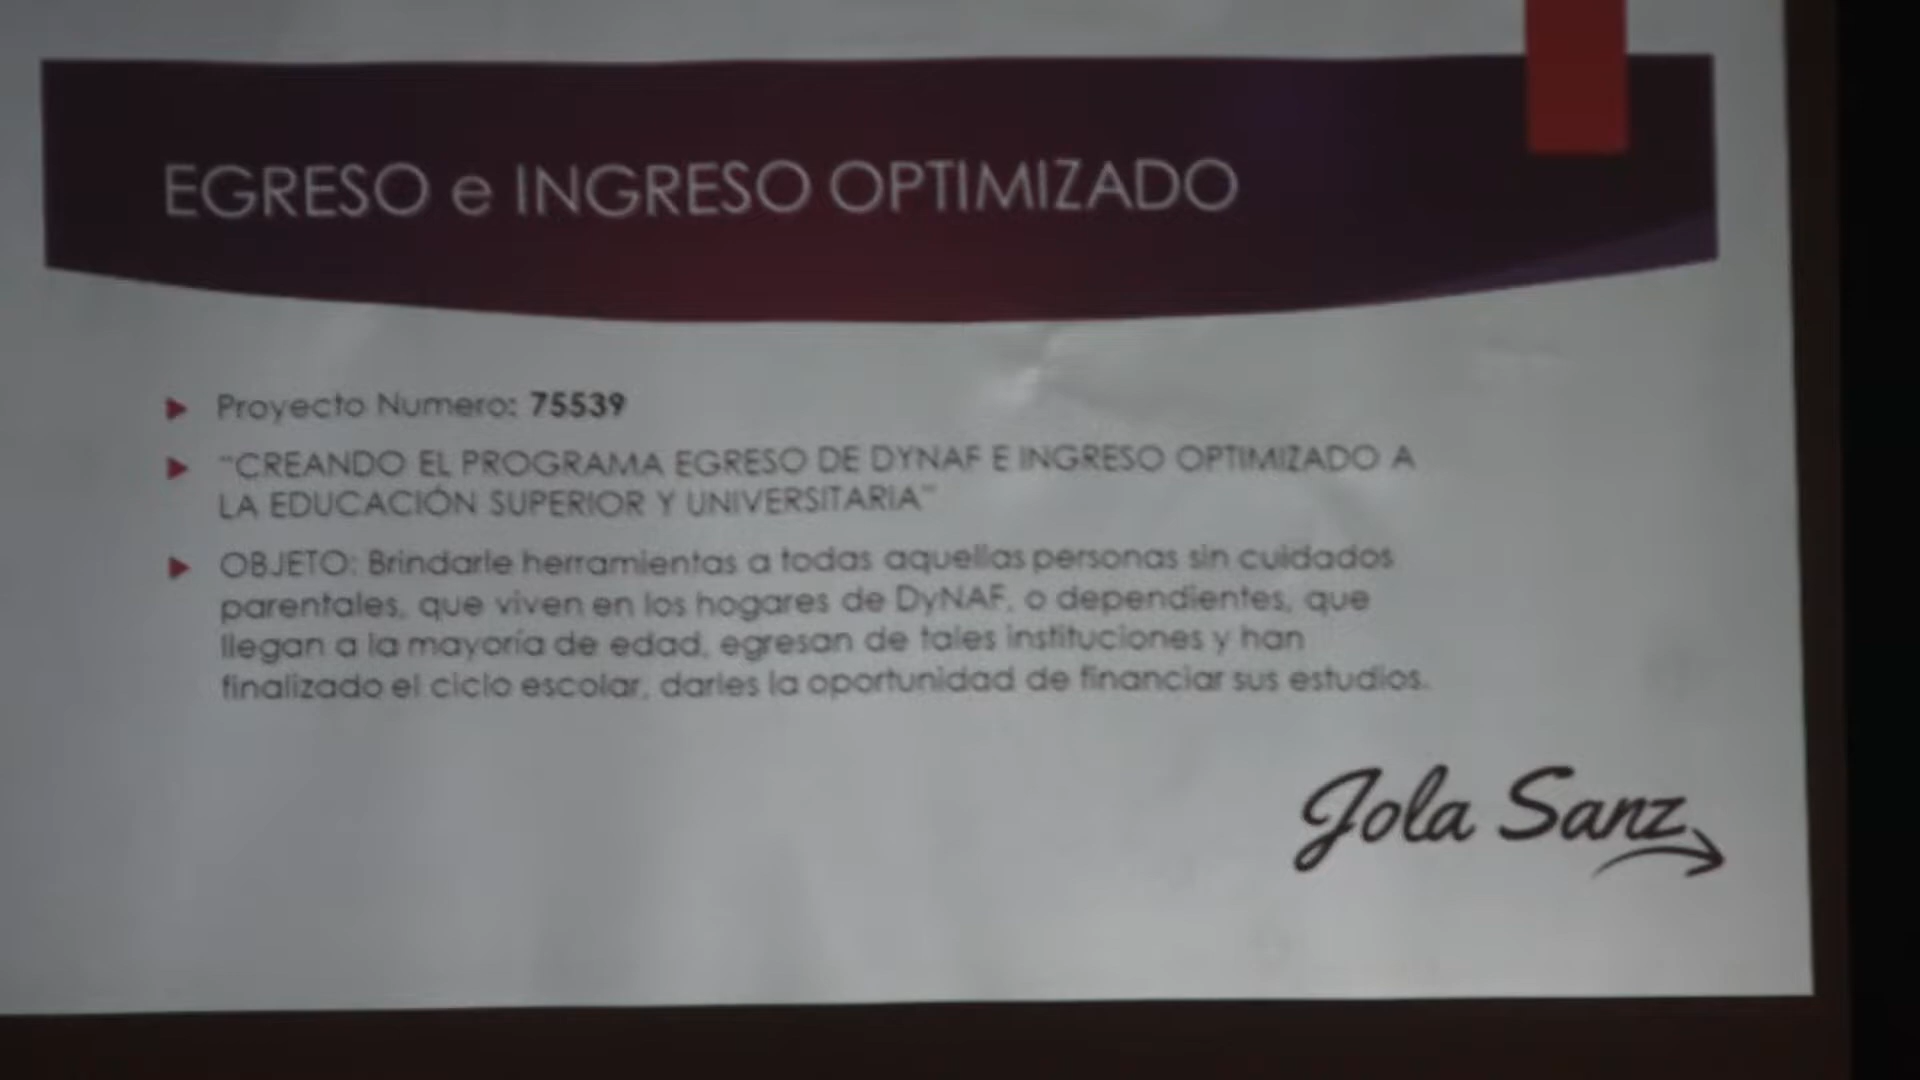 EGRESO e INGRESO OPTIMIZADO
Proyecto Numero: 75539
"CREANDO EL PROGRAMA EGRESO DE DYNAF E INGRESO OPTIMIZADO A
LA EDUCACIÓN SUPERIOR Y UNIVERSITARIA"
OBJETO: Brindarle herramientas a todas aquellas personas sin cuidados
parentales, que viven en los hogares de DyNAF, o dependientes, que
llegan a la mayoría de edad, egresan de tales instituciones y han
finalizado el ciclo escolar, darles la oportunidad de financiar sus estudios.
Jola Sanz